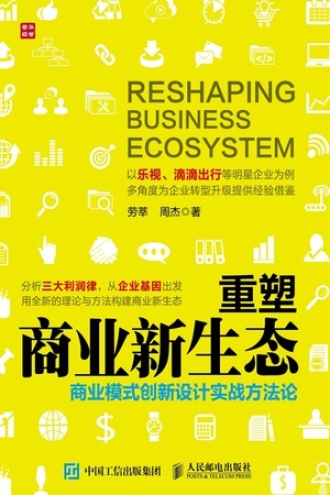 RESHAPING
BUSINESS
ECOSYSTEM
以乐视、滴滴出行等明星企业为例
多角度为企业转型升级提供经验借鉴
劳莘 周杰◎著
分析三大利润律，从企业基因出发
用全新的理论与方法构建商业新生态
重塑
商业新生态
商业模式创新设计实战方法论
中国工信出版集团
人民邮电出版社
POSTS & TELECOM PRESS